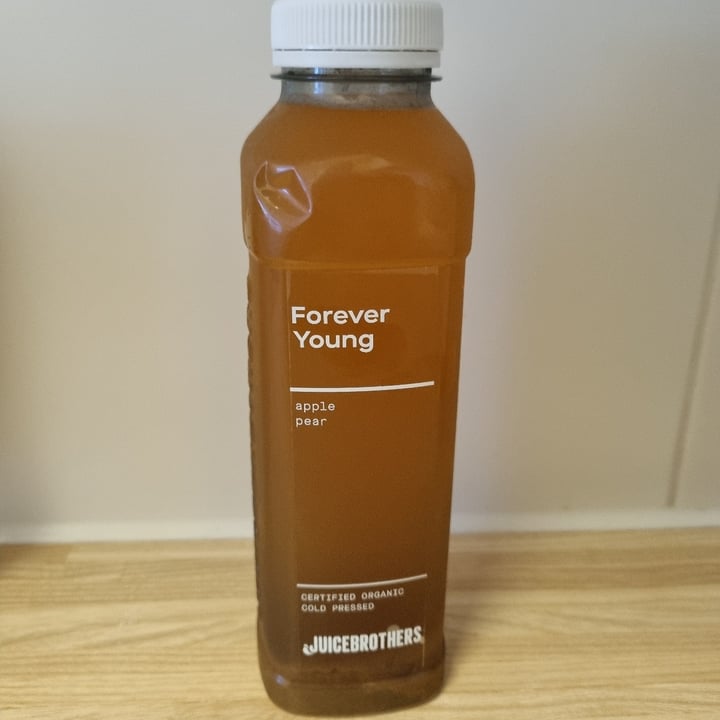 Forever
Young
apple
pear
CERTIFIED ORGANIC
COLD PRESSED
JUICEBROTHERS